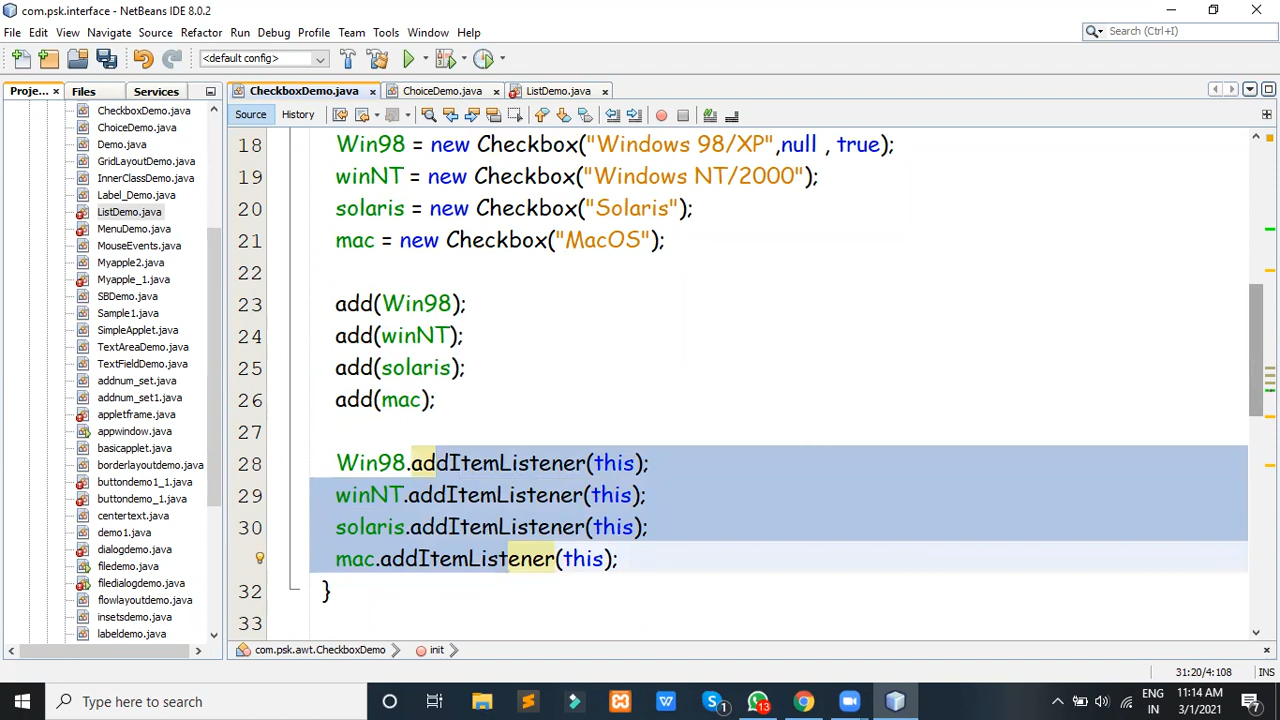 com.psk.interface - NetBeans IDE 8.0.2
File Edit View Navigate Source Refactor Run Debug Profile Team Tools Window Help
Search (Ctrl+I)
<default config>
Proje... Files Services
CheckboxDemo.java ChoiceDemo.java ListDemo.java
Source History
CheckboxDemo.java
ChoiceDemo.java
Demo.java
GridLayoutDemo.java
InnerClassDemo.java
Label_Demo.java
ListDemo.java
MenuDemo.java
MouseEvents.java
Myapple2.java
Myapple_1.java
SBDemo.java
Sample1.java
SimpleApplet.java
TextAreaDemo.java
TextFieldDemo.java
addnum_set.java
addnum_set1.java
appletframe.java
appwindow.java
basicapplet.java
borderlayoutdemo.java
buttondemo1_1.java
buttondemo_1.java
centertext.java
demo1.java
dialogdemo.java
filedemo.java
filedialogdemo.java
flowlayoutdemo.java
insetsdemo.java
labeldemo.java
18 Win98 = new Checkbox("Windows 98/XP",null , true);
19 winNT = new Checkbox("Windows NT/2000");
20 solaris = new Checkbox("Solaris");
21 mac = new Checkbox("MacOS");
22
23 add(Win98);
24 add(winNT);
25 add(solaris);
26 add(mac);
27
28 Win98.addItemListener(this);
29 winNT.addItemListener(this);
30 solaris.addItemListener(this);
mac.addItemListener(this);
32 }
33
com.psk.awt.CheckboxDemo init
31:20/4:108 INS
Type here to search
1
13
ENG
IN
11:14 AM
3/1/2021
7